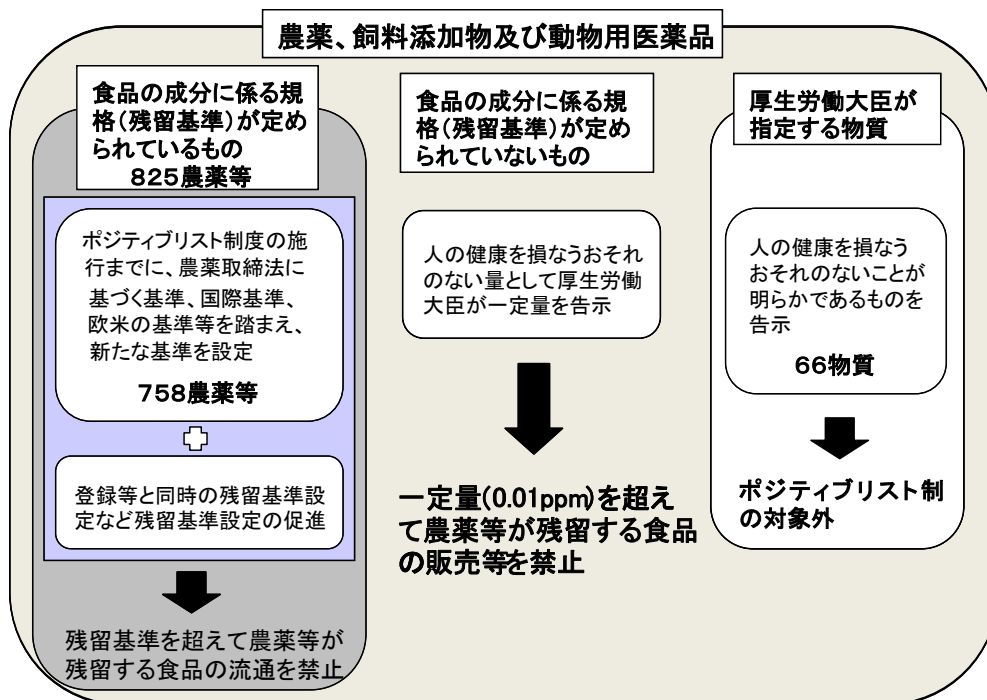 農薬、飼料添加物及び動物用医薬品
食品の成分に係る規
格(残留基準)が定め
られているもの
825農薬等
ポジティブリスト制度の施
行までに、農薬取締法に
基づく基準、国際基準、
欧米の基準等を踏まえ、
新たな基準を設定
758農薬等
登録等と同時の残留基準設
定など残留基準設定の促進
残留基準を超えて農薬等が
残留する食品の流通を禁止
食品の成分に係る規
格(残留基準)が定め
られていないもの
人の健康を損なうおそれ
のない量として厚生労働
大臣が一定量を告示
一定量(0.01ppm)を超え
て農薬等が残留する食品
の販売等を禁止
厚生労働大臣が
指定する物質
人の健康を損なう
おそれのないことが
明らかであるものを
告示
66物質
ポジティブリスト制
の対象外